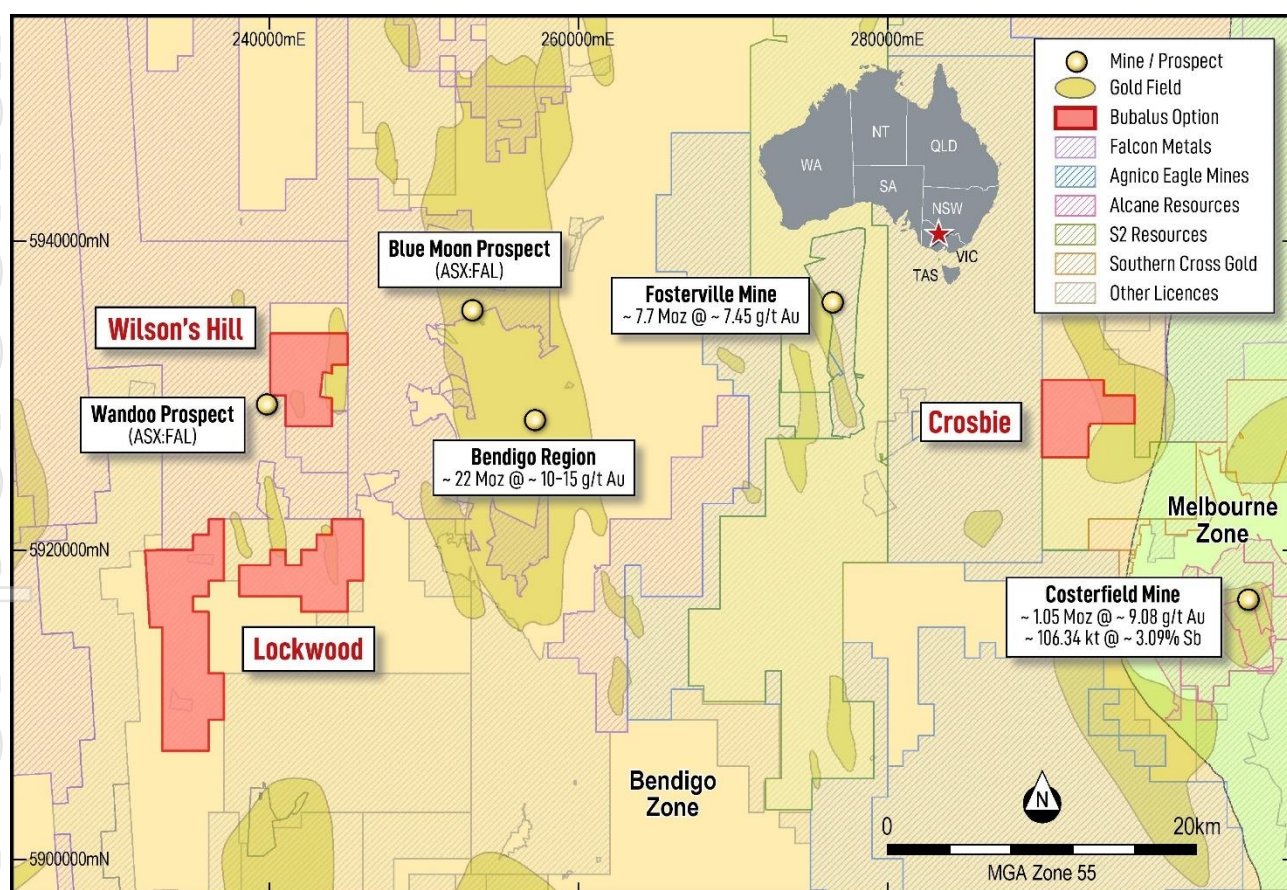 240000mE
260000mE
280000mE
5940000mN
5920000mN
5900000mN
Mine / Prospect
Gold Field
Bubalus Option
Falcon Metals
Agnico Eagle Mines
Alcane Resources
S2 Resources
Southern Cross Gold
Other Licences
WA
NT
QLD
SA
NSW
VIC
TAS
Blue Moon Prospect
(ASX:FAL)
Fosterville Mine
~ 7.7 Moz @ ~ 7.45 g/t Au
Wilson's Hill
Wandoo Prospect
(ASX:FAL)
Bendigo Region
~ 22 Moz @ ~ 10-15 g/t Au
Crosbie
Melbourne
Zone
Costerfield Mine
~ 1.05 Moz @ ~ 9.08 g/t Au
~ 106.34 kt @ ~ 3.09% Sb
Lockwood
Bendigo
Zone
N
0
20km
MGA Zone 55